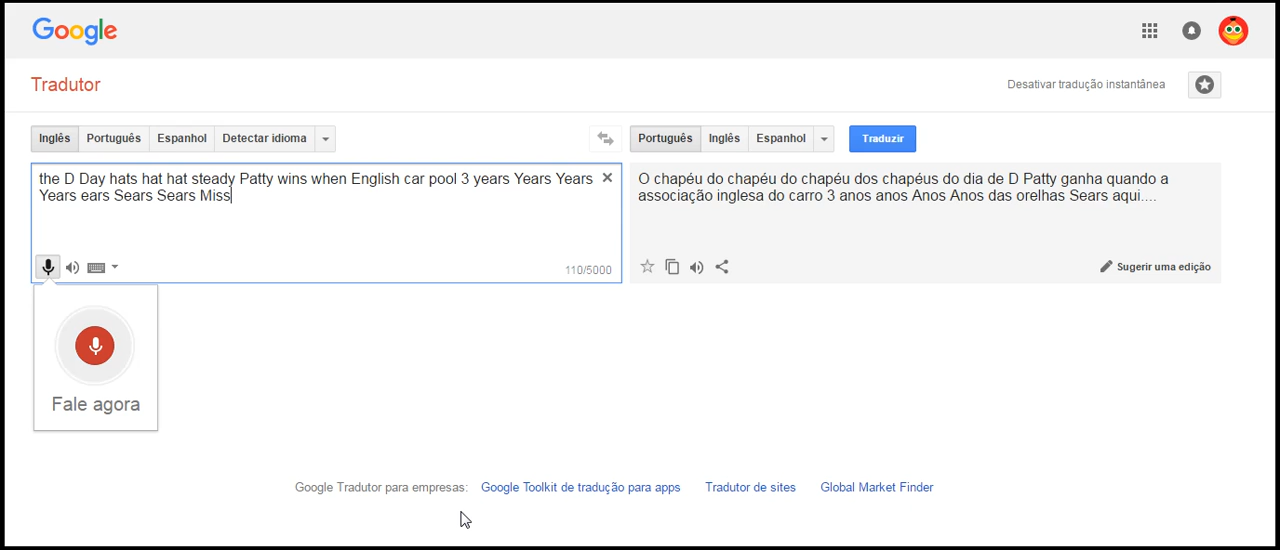 Google
Tradutor
Desativar tradução instantânea
Inglês Português Espanhol Detectar idioma
Português Inglês Espanhol Traduzir
the D Day hats hat hat steady Patty wins when English car pool 3 years Years Years
Years ears Sears Sears Miss
110/5000
O chapéu do chapéu do chapéu dos chapéus do dia de D Patty ganha quando a
associação inglesa do carro 3 anos anos Anos Anos das orelhas Sears aqui....
Sugerir uma edição
Fale agora
Google Tradutor para empresas: Google Toolkit de tradução para apps Tradutor de sites Global Market Finder